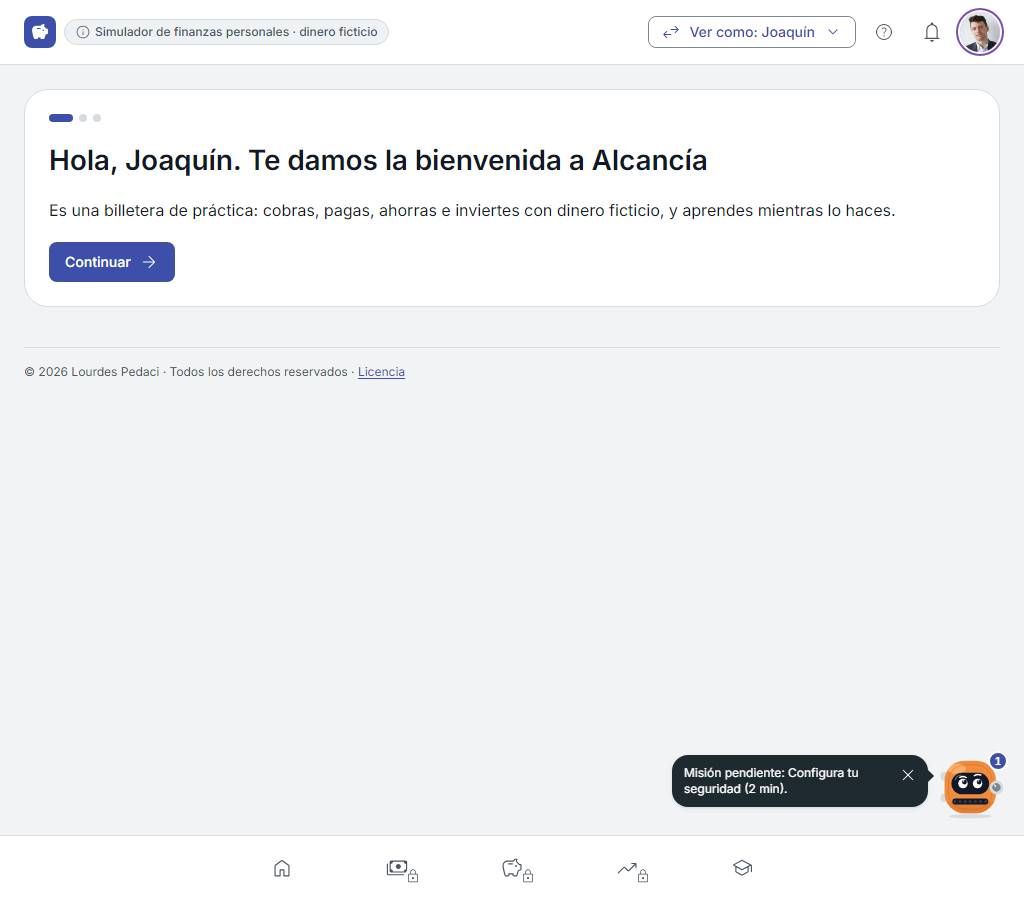 Simulador de finanzas personales · dinero ficticio
Ver como: Joaquín
Hola, Joaquín. Te damos la bienvenida a Alcancía
Es una billetera de práctica: cobras, pagas, ahorras e inviertes con dinero ficticio, y aprendes mientras lo haces.
Continuar
© 2026 Lourdes Pedaci · Todos los derechos reservados · Licencia
Misión pendiente: Configura tu
seguridad (2 min).
1